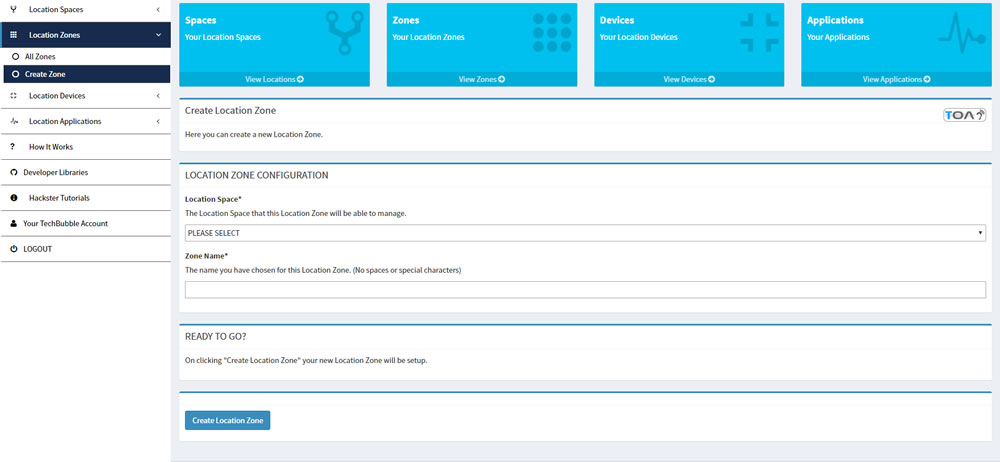 Location Spaces
Location Zones
All Zones
Create Zone
Location Devices
Location Applications
How It Works
Developer Libraries
Hackster Tutorials
Your TechBubble Account
LOGOUT
Spaces
Your Location Spaces
View Locations
Zones
Your Location Zones
View Zones
Devices
Your Location Devices
View Devices
Applications
Your Applications
View Applications
Create Location Zone
TOA
Here you can create a new Location Zone.
LOCATION ZONE CONFIGURATION
Location Space*
The Location Space that this Location Zone will be able to manage.
PLEASE SELECT
Zone Name*
The name you have chosen for this Location Zone. (No spaces or special characters)
READY TO GO?
On clicking "Create Location Zone" your new Location Zone will be setup.
Create Location Zone